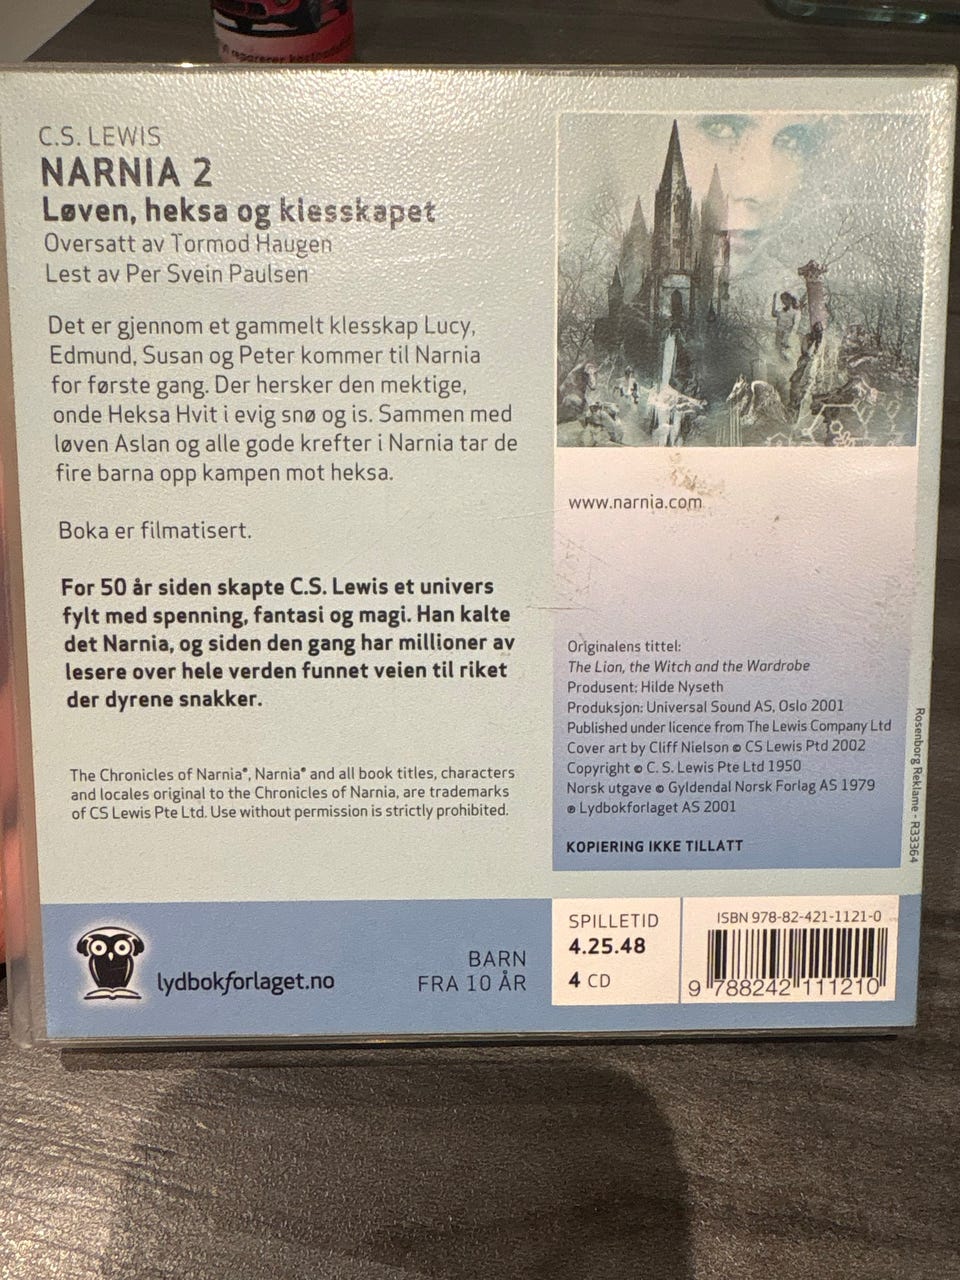 reparerer
C.S. LEWIS
NARNIA 2
Løven, heksa og klesskapet
Oversatt av Tormod Haugen
Lest av Per Svein Paulsen
Det er gjennom et gammelt klesskap Lucy,
Edmund, Susan og Peter kommer til Narnia
for første gang. Der hersker den mektige,
onde Heksa Hvit i evig snø og is. Sammen med
løven Aslan og alle gode krefter i Narnia tar de
fire barna opp kampen mot heksa.
Boka er filmatisert.
For 50 år siden skapte C.S. Lewis et univers
fylt med spenning, fantasi og magi. Han kalte
det Narnia, og siden den gang har millioner av
lesere over hele verden funnet veien til riket
der dyrene snakker.
The Chronicles of Narnia®, Narnia® and all book titles, characters
and locales original to the Chronicles of Narnia, are trademarks
of CS Lewis Pte Ltd. Use without permission is strictly prohibited.
www.narnia.com
Originalens tittel:
The Lion, the Witch and the Wardrobe
Produsent: Hilde Nyseth
Produksjon: Universal Sound AS, Oslo 2001
Published under licence from The Lewis Company Ltd
Cover art by Cliff Nielson © CS Lewis Ptd 2002
Copyright © C. S. Lewis Pte Ltd 1950
Norsk utgave © Gyldendal Norsk Forlag AS 1979
℗ Lydbokforlaget AS 2001
KOPIERING IKKE TILLATT
Rosenborg Reklame - R33364
lydbokforlaget.no
BARN
FRA 10 ÅR
SPILLETID
4.25.48
4 CD
ISBN 978-82-421-1121-0
9 788242 111210